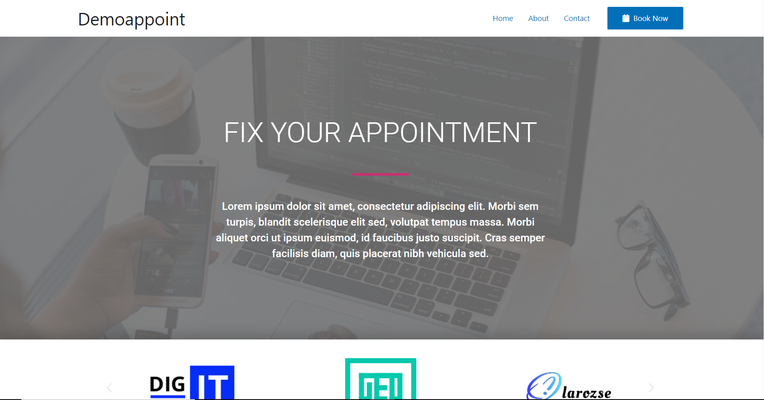 Demoappoint
Home About Contact Book Now
FIX YOUR APPOINTMENT
Lorem ipsum dolor sit amet, consectetur adipiscing elit. Morbi sem
turpis, blandit scelerisque elit sed, volutpat tempus massa. Morbi
aliquet orci ut ipsum euismod, id faucibus justo suscipit. Cras semper
facilisis diam, quis placerat nibh vehicula sed.
DIG IT
larozse